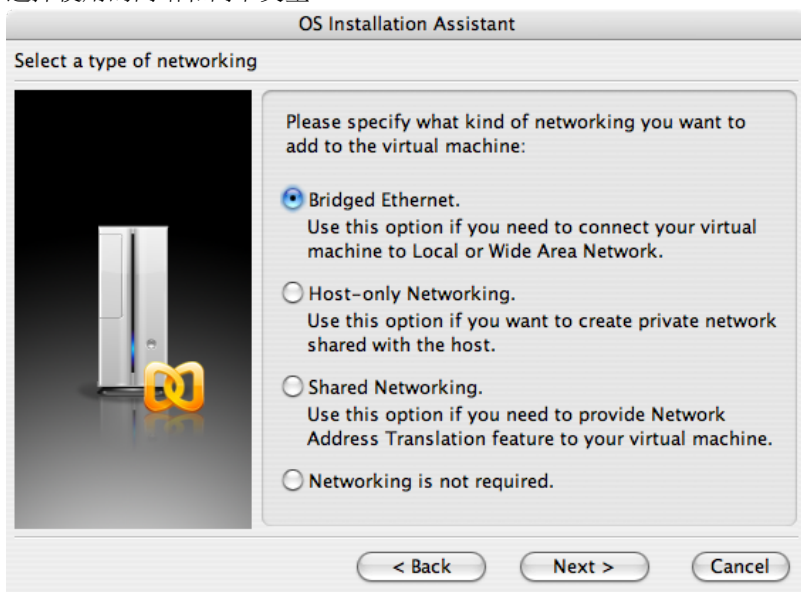 OS Installation Assistant
Select a type of networking
Please specify what kind of networking you want to
add to the virtual machine:
Bridged Ethernet.
Use this option if you need to connect your virtual
machine to Local or Wide Area Network.
Host-only Networking.
Use this option if you want to create private network
shared with the host.
Shared Networking.
Use this option if you need to provide Network
Address Translation feature to your virtual machine.
Networking is not required.
< Back
Next >
Cancel